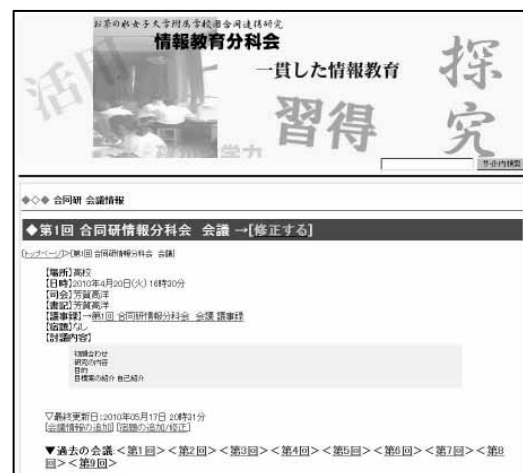 お茶の水女子大学附属学校園合同連携研究
情報教育分科会
一貫した情報教育
活用
探究
習得
学力
サイト内検索
◆◇◆ 合同研 会議情報
◆第1回 合同研情報分科会 会議 →[修正する]
[トップページ]>[第1回 合同研情報分科会 会議]
【場所】高校
【日時】2010年4月20日(火) 16時30分
【司会】芳賀高洋
【書記】芳賀高洋
【議事録】→第1回 合同研情報分科会 会議 議事録
【宿題】なし
【討議内容】
初顔合わせ
研究の内容
目的
目標案の紹介 自己紹介
▽最終更新日:2010年05月17日 20時31分
[会議情報の追加] [宿題の追加/修正]
▼過去の会議<第1回><第2回><第3回><第4回><第5回><第6回><第7回><第8
回><第9回>